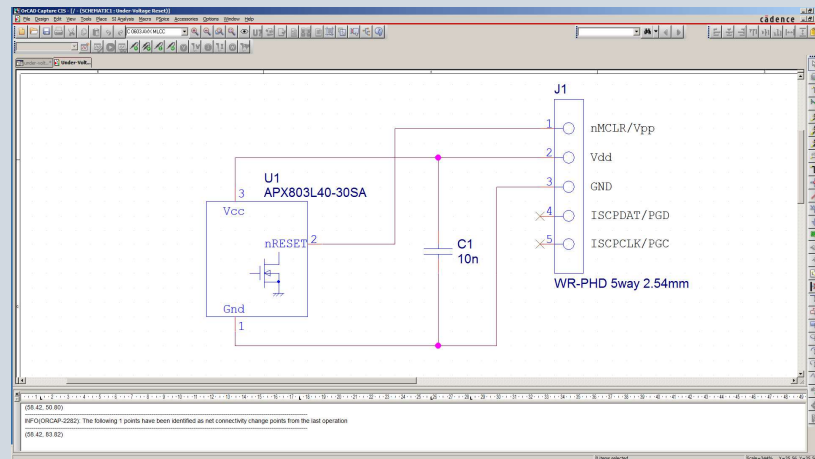 OrCAD Capture CIS - [/ - (SCHEMATIC1 : Under-Voltage Reset)]
File Design Edit View Tools Place SI Analysis Macro PSpice Accessories Options Window Help
cādence
Under-Volt...
J1
1 nMCLR/Vpp
2 Vdd
U1
3 GND
APX803L40-30SA
3
Vcc
4 ISCPDAT/PGD
nRESET 2
5 ISCPCLK/PGC
C1
10n
WR-PHD 5way 2.54mm
Gnd
1
(58.42, 50.80)
INFO(ORCAP-2282): The following 1 points have been identified as net connectivity change points from the last operation
(58.42, 83.82)
0 items selected